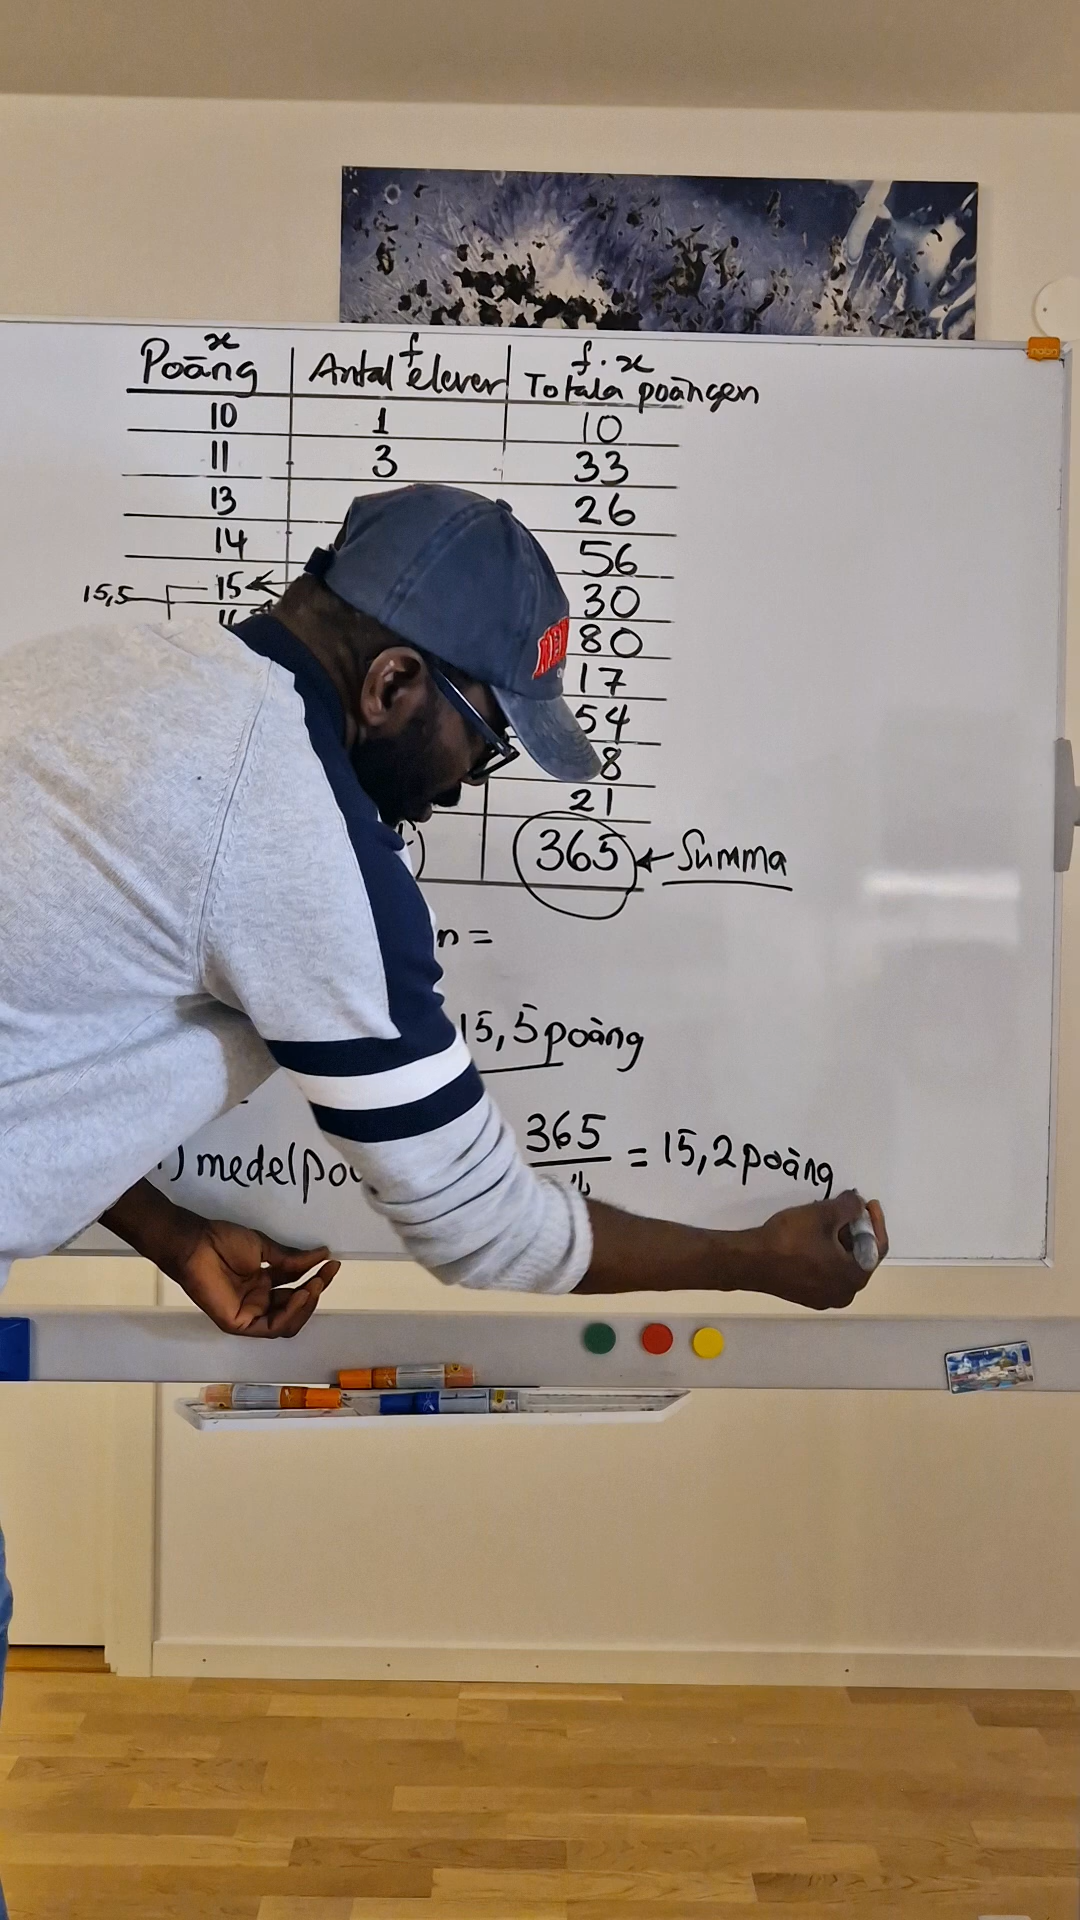 x f f·x
Poäng Antal elever Totala poängen
10 1 10
11 3 33
13 26
14 56
15,5 15 30
80
17
54
8
21
365 ← Summa
n =
15,5 poäng
) medelpo 365 = 15,2 poäng